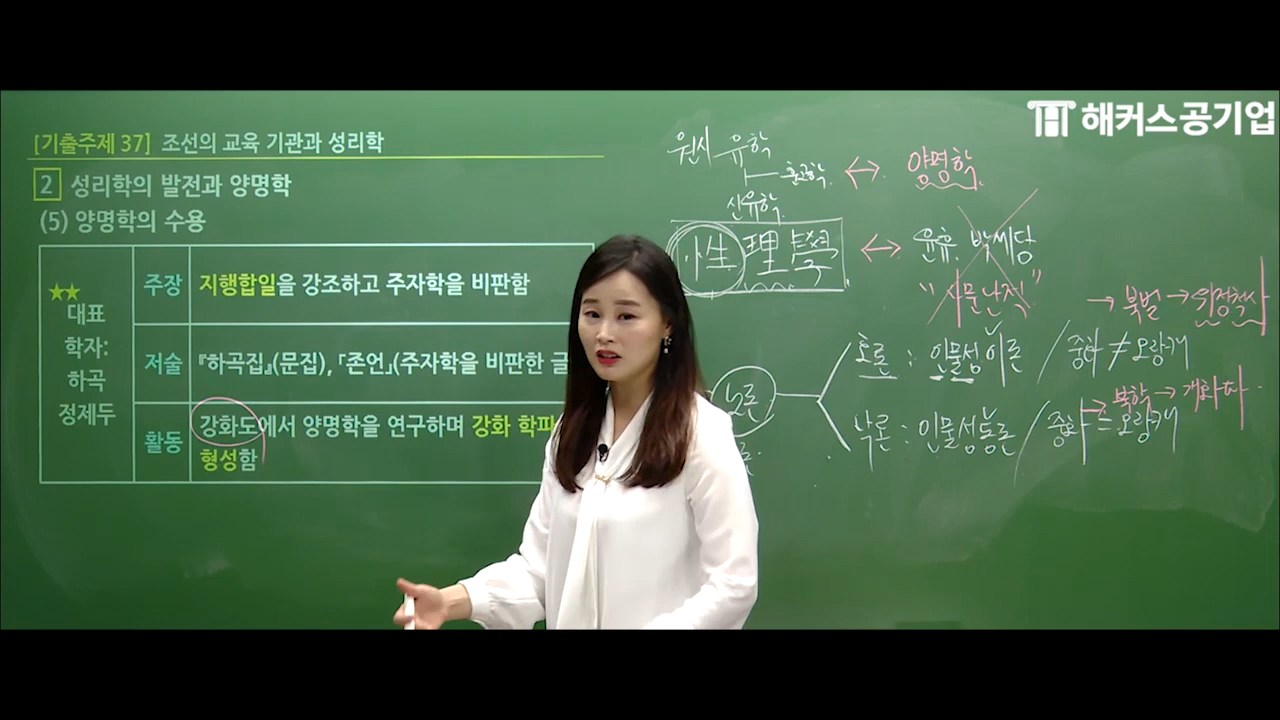 해커스공기업
[기출주제 37] 조선의 교육 기관과 성리학
2 성리학의 발전과 양명학
(5) 양명학의 수용
★★
대표
학자:
하곡
정제두
주장 지행합일을 강조하고 주자학을 비판함
저술 『하곡집』(문집), 「존언」(주자학을 비판한 글
활동 강화도에서 양명학을 연구하며 강화 학파
형성함
원시 유학
훈고학 ↔ 양명학
신유학
性理學 ↔ 윤휴, 박세당
"사문난적"
→ 북벌 → 위정척사
노론
호론 : 인물성이론 / 중화 ≠ 오랑캐
→ 북학 → 개화파
낙론 : 인물성동론 / 중화 = 오랑캐
론